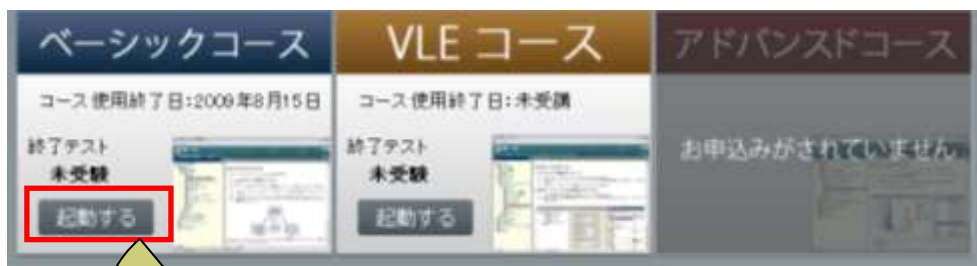 ベーシックコース
コース使用終了日:2009年8月15日
終了テスト
未受験
起動する
VLE コース
コース使用終了日:未受講
終了テスト
未受験
起動する
アドバンスドコース
お申込みがされていません